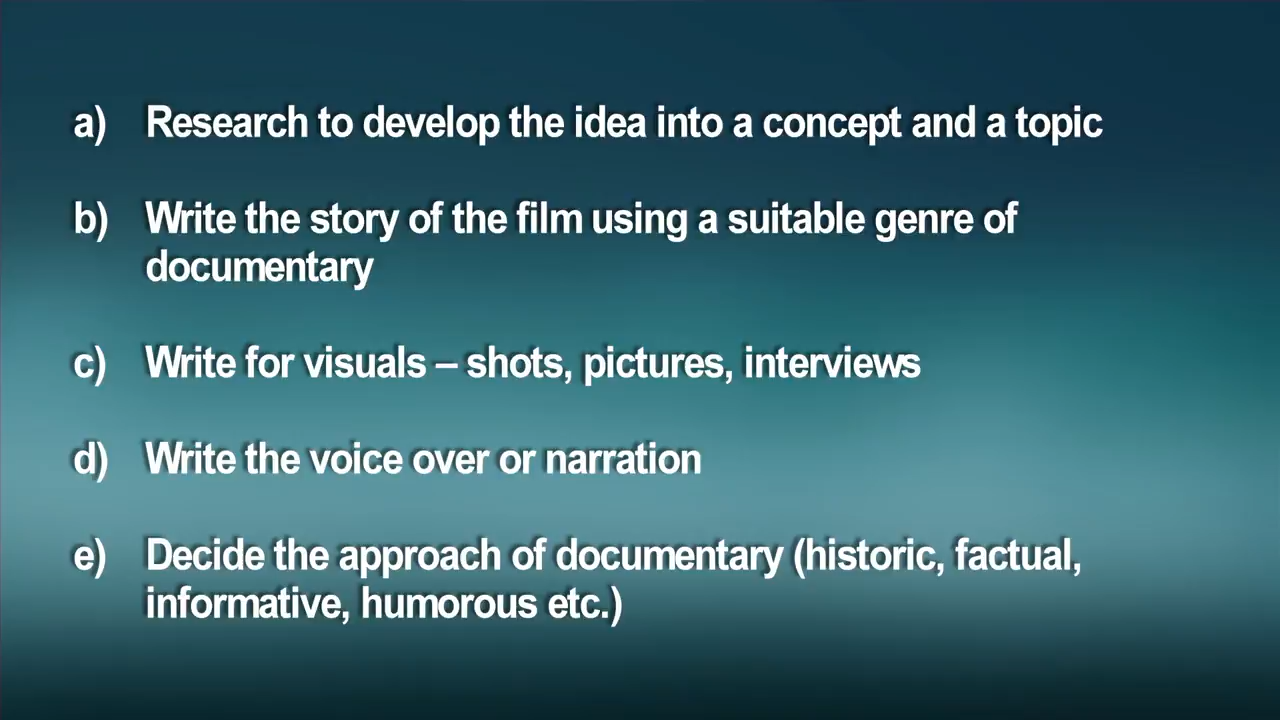 a) Research to develop the idea into a concept and a topic
b) Write the story of the film using a suitable genre of
documentary
c) Write for visuals – shots, pictures, interviews
d) Write the voice over or narration
e) Decide the approach of documentary (historic, factual,
informative, humorous etc.)